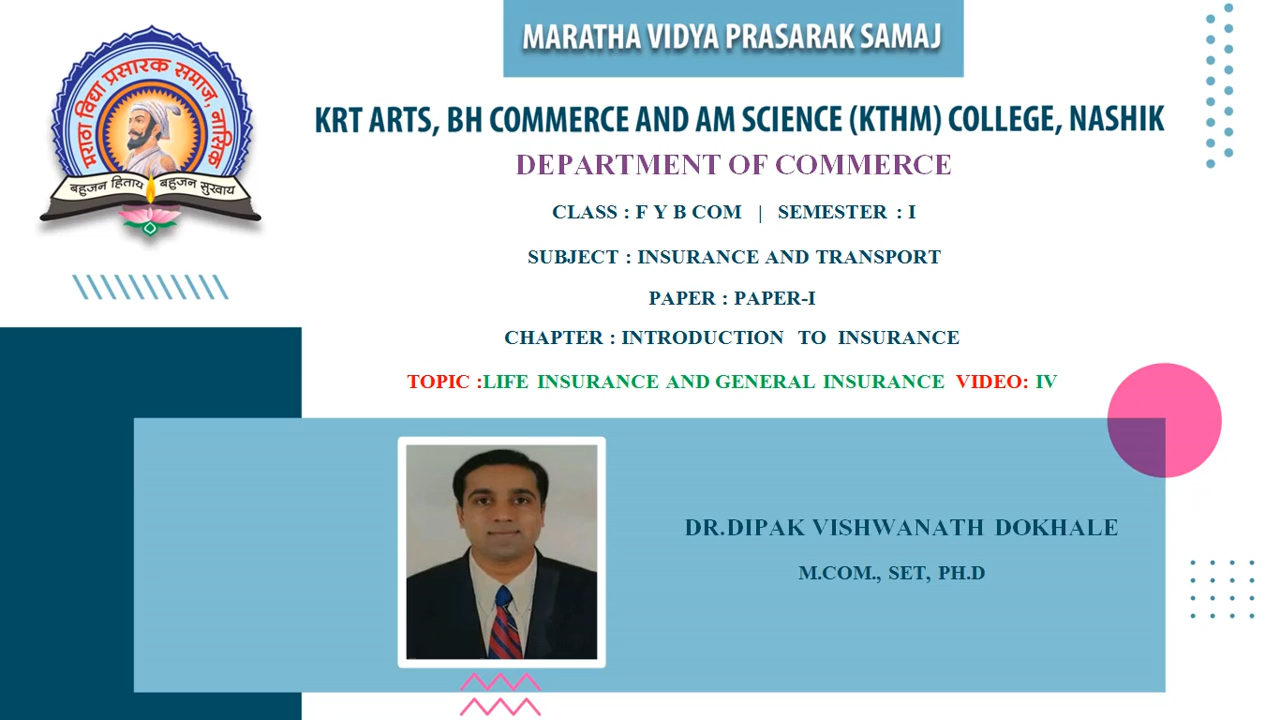 MARATHA VIDYA PRASARAK SAMAJ
मराठा विद्या प्रसारक समाज, नाशिक
बहुजन हिताय बहुजन सुखाय
KRT ARTS, BH COMMERCE AND AM SCIENCE (KTHM) COLLEGE, NASHIK
DEPARTMENT OF COMMERCE
CLASS : F Y B COM | SEMESTER : I
SUBJECT : INSURANCE AND TRANSPORT
PAPER : PAPER-I
CHAPTER : INTRODUCTION TO INSURANCE
TOPIC :LIFE INSURANCE AND GENERAL INSURANCE VIDEO: IV
DR.DIPAK VISHWANATH DOKHALE
M.COM., SET, PH.D